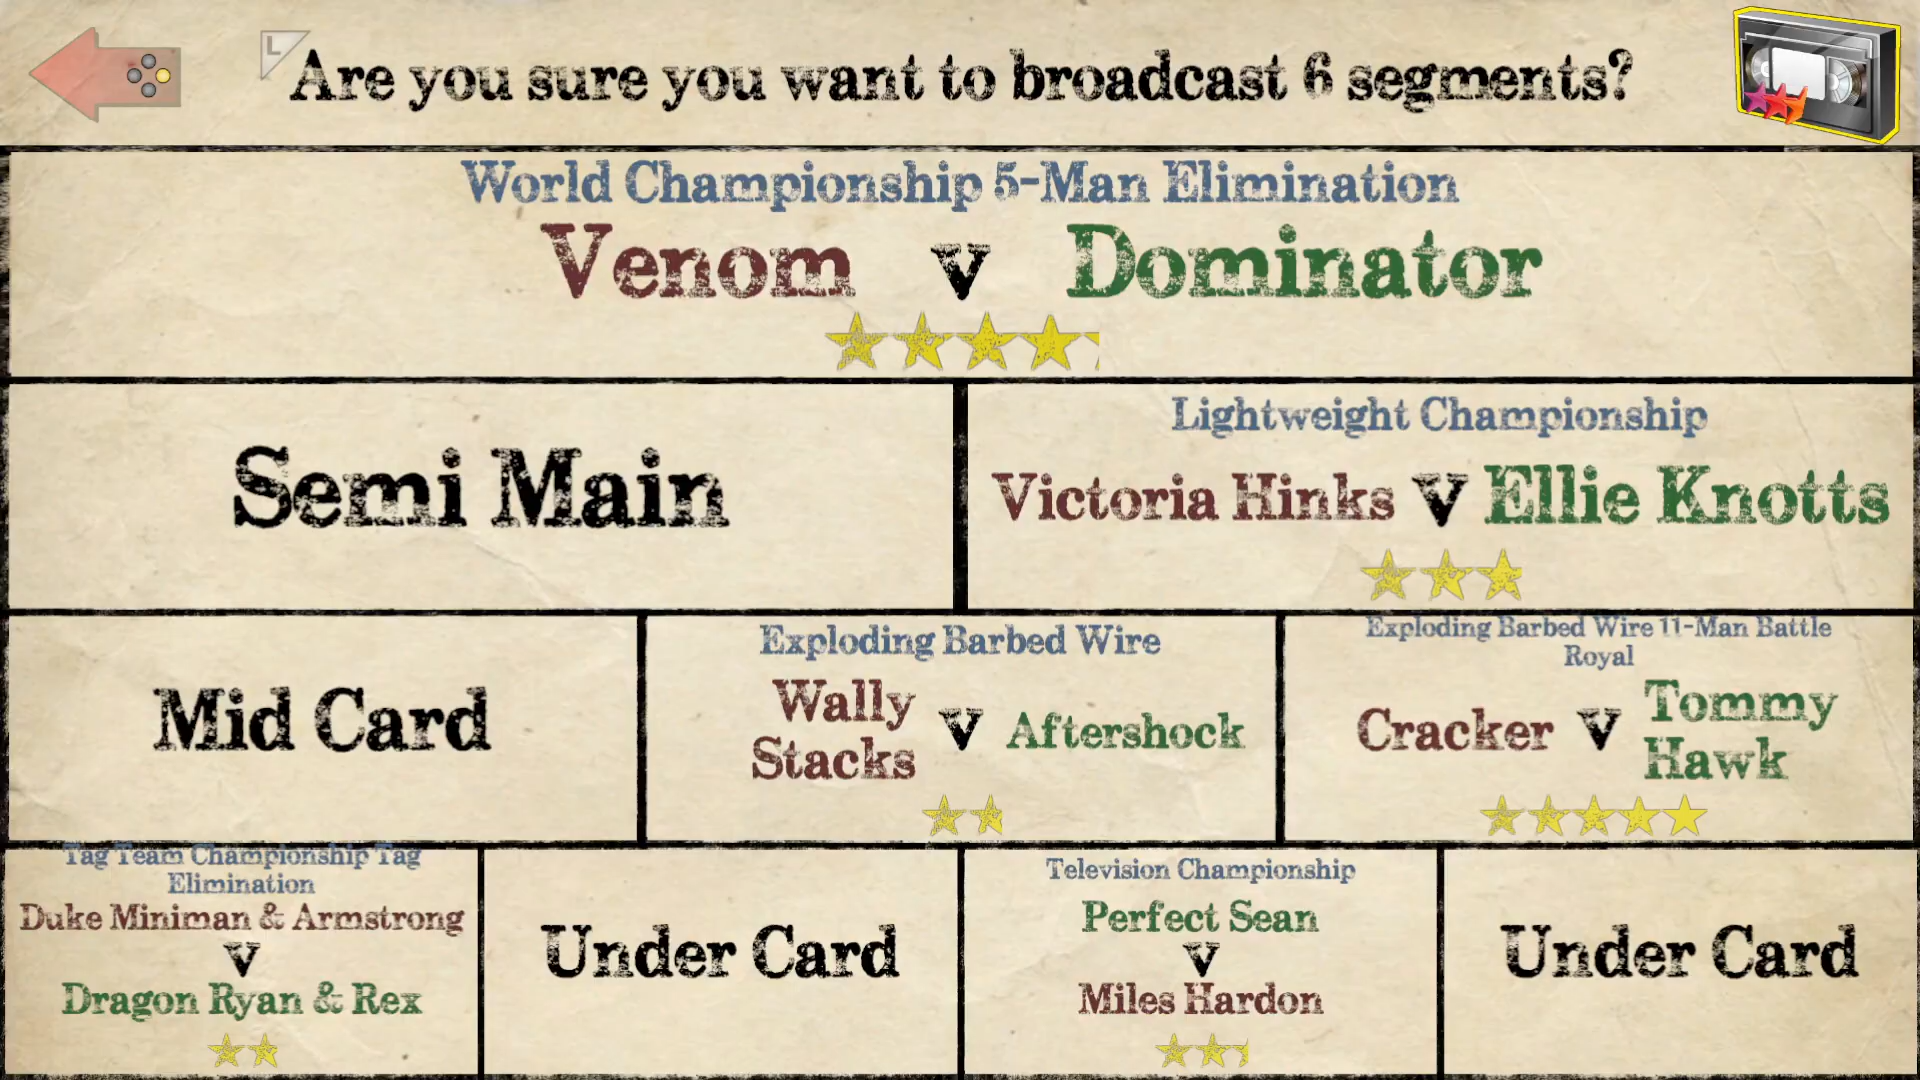 L
Are you sure you want to broadcast 6 segments?
World Championship 5-Man Elimination
Venom v Dominator
Semi Main
Lightweight Championship
Victoria Hinks v Ellie Knotts
Mid Card
Exploding Barbed Wire
Wally
Stacks
v
Aftershock
Exploding Barbed Wire 11-Man Battle
Royal
Cracker
v
Tommy
Hawk
Tag Team Championship Tag
Elimination
Duke Miniman & Armstrong
v
Dragon Ryan & Rex
Under Card
Television Championship
Perfect Sean
v
Miles Hardon
Under Card